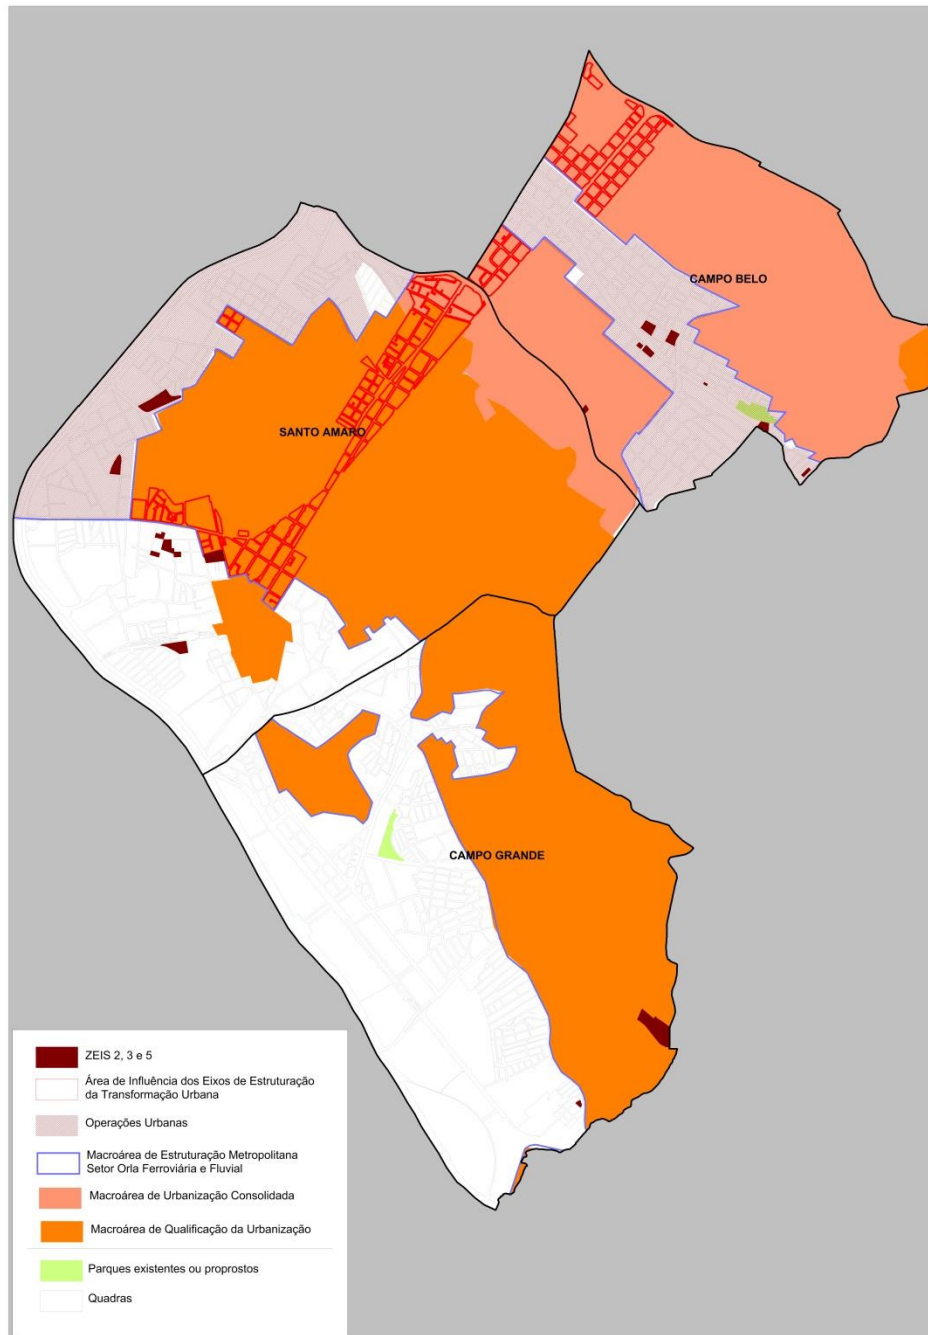 CAMPO BELO
SANTO AMARO
CAMPO GRANDE
ZEIS 2, 3 e 5
Área de Influência dos Eixos de Estruturação
da Transformação Urbana
Operações Urbanas
Macroárea de Estruturação Metropolitana
Setor Orla Ferroviária e Fluvial
Macroárea de Urbanização Consolidada
Macroárea de Qualificação da Urbanização
Parques existentes ou proprostos
Quadras